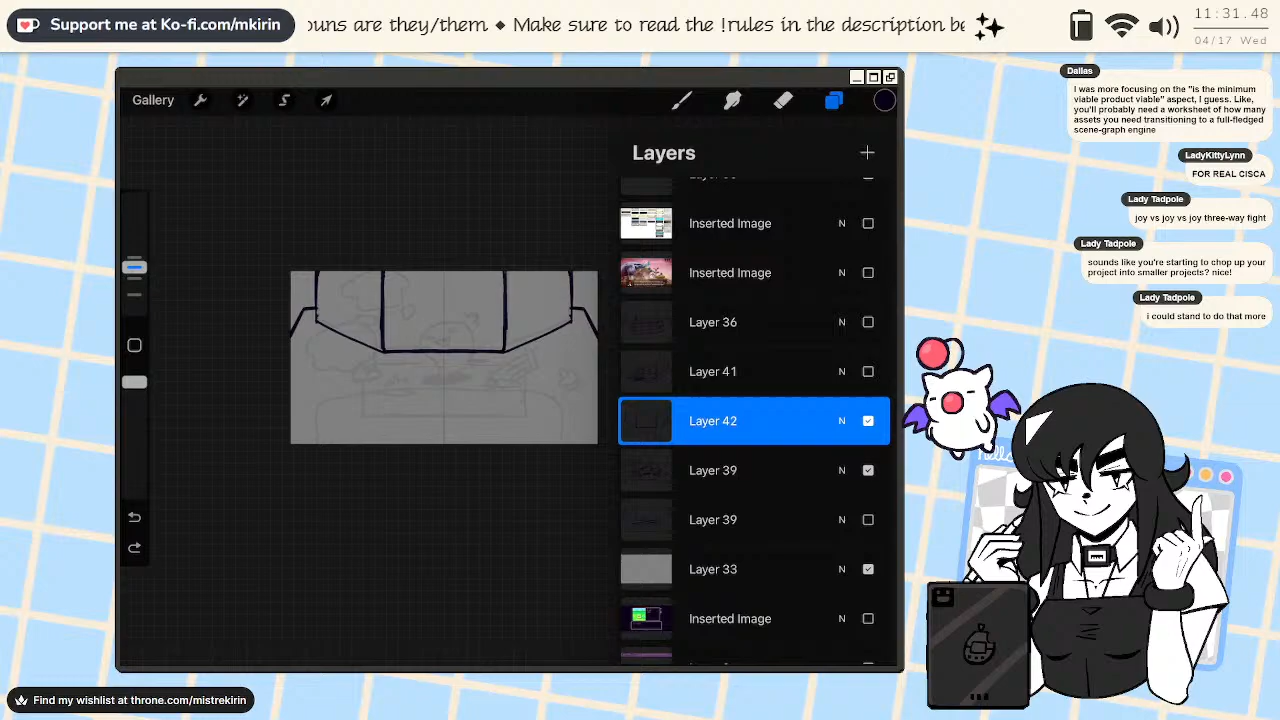 Support me at Ko-fi.com/mkirin
ouns are they/them ◆ Make sure to read the !rules in the description be
11:31.48
04/17 Wed
Gallery
Layers
Inserted Image N
Inserted Image N
Layer 36 N
Layer 41 N
Layer 42 N
Layer 39 N
Layer 39 N
Layer 33 N
Inserted Image N
Dallas
I was more focusing on the "is the minimum
viable product viable" aspect, I guess. Like,
you'll probably need a worksheet of how many
assets you need transitioning to a full-fledged
scene-graph engine
LadyKittyLynn
FOR REAL CISCA
Lady Tadpole
joy vs joy vs joy three-way fight
Lady Tadpole
sounds like you're starting to chop up your
project into smaller projects? nice!
Lady Tadpole
i could stand to do that more
Find my wishlist at throne.com/mistrekirin